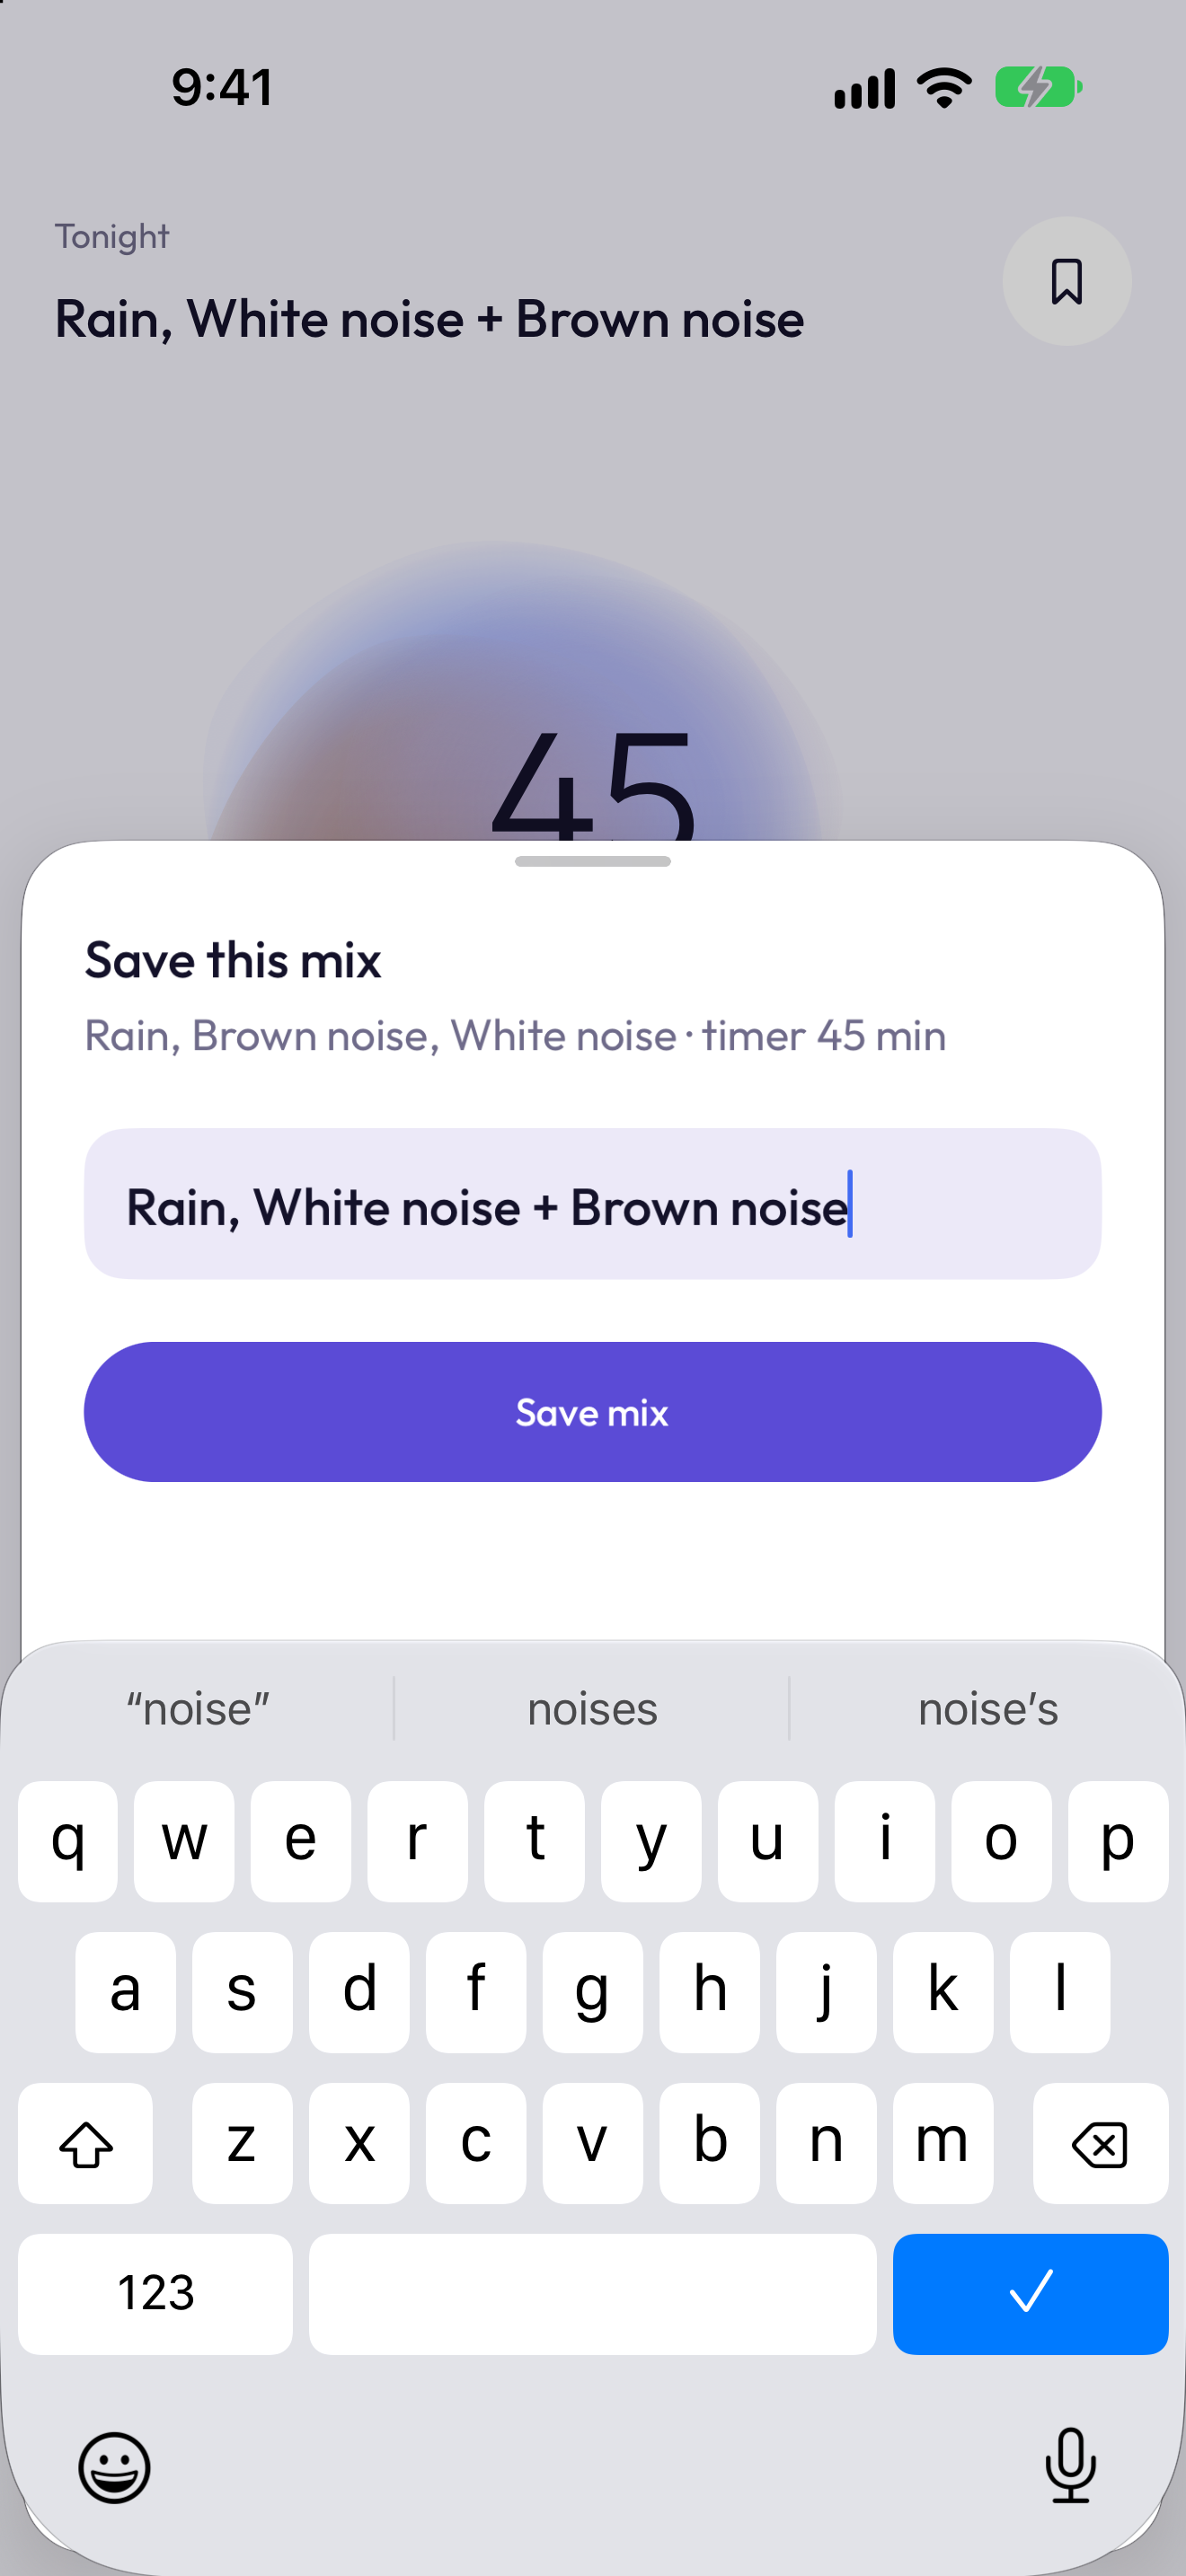 9:41
Tonight
Rain, White noise + Brown noise
45
Save this mix
Rain, Brown noise, White noise · timer 45 min
Rain, White noise + Brown noise
Save mix
“noise” noises noise’s
q w e r t y u i o p
a s d f g h j k l
z x c v b n m
123